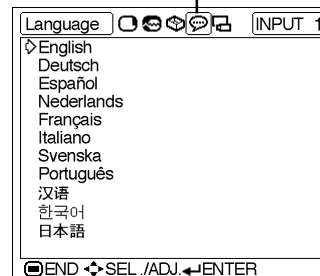 Language INPUT 1
English
Deutsch
Español
Nederlands
Français
Italiano
Svenska
Português
汉语
한국어
日本語
END SEL./ADJ. ENTER